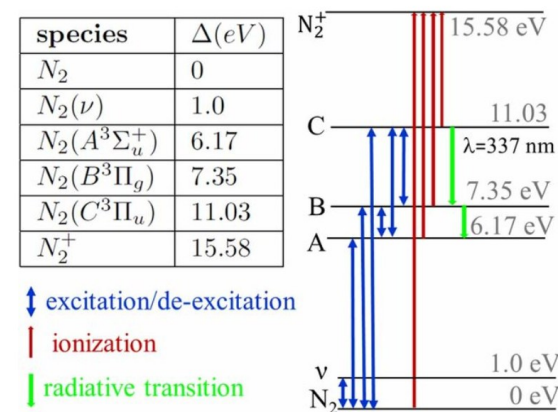 species Δ(eV)
N₂ 0
N₂(ν) 1.0
N₂(A³Σᵤ⁺) 6.17
N₂(B³Π_g) 7.35
N₂(C³Πᵤ) 11.03
N₂⁺ 15.58
excitation/de-excitation
ionization
radiative transition
N₂⁺ 15.58 eV
C 11.03
λ=337 nm
B 7.35 eV
A 6.17 eV
ν 1.0 eV
N₂ 0 eV